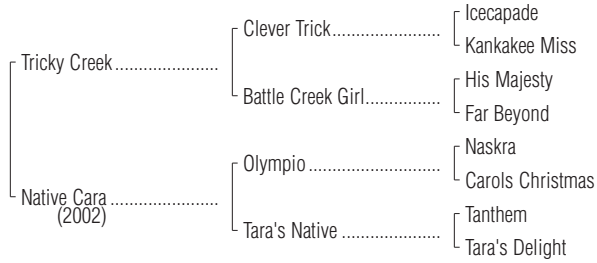 Icecapade
Clever Trick
Kankakee Miss
Tricky Creek
His Majesty
Battle Creek Girl
Far Beyond
Naskra
Olympio
Carols Christmas
Native Cara
(2002)
Tanthem
Tara's Native
Tara's Delight